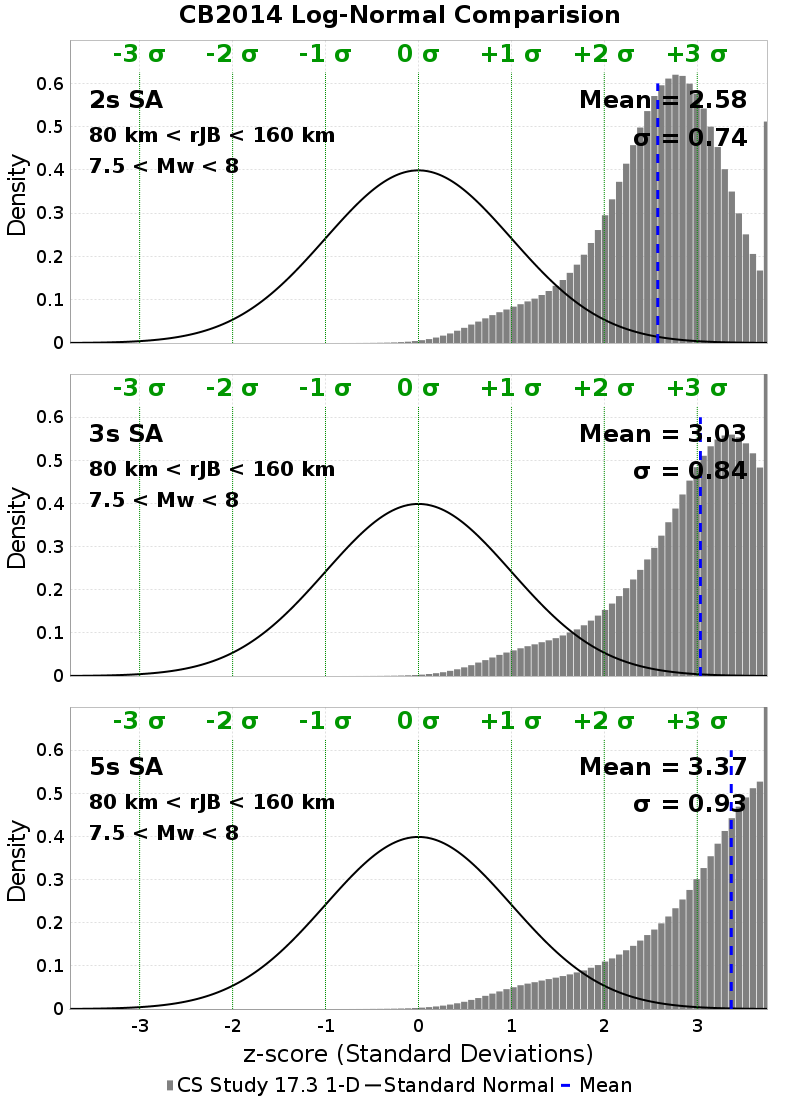 CB2014 Log-Normal Comparision
-3 σ -2 σ -1 σ 0 σ +1 σ +2 σ +3 σ
2s SA
Mean = 2.58
80 km < rJB < 160 km
σ = 0.74
7.5 < Mw < 8
Density
0.6
0.5
0.4
0.3
0.2
0.1
0
-3 σ -2 σ -1 σ 0 σ +1 σ +2 σ +3 σ
3s SA
Mean = 3.03
80 km < rJB < 160 km
σ = 0.84
7.5 < Mw < 8
Density
0.6
0.5
0.4
0.3
0.2
0.1
0
-3 σ -2 σ -1 σ 0 σ +1 σ +2 σ +3 σ
5s SA
Mean = 3.37
80 km < rJB < 160 km
σ = 0.93
7.5 < Mw < 8
Density
0.6
0.5
0.4
0.3
0.2
0.1
0
-3 -2 -1 0 1 2 3
z-score (Standard Deviations)
CS Study 17.3 1-D Standard Normal Mean